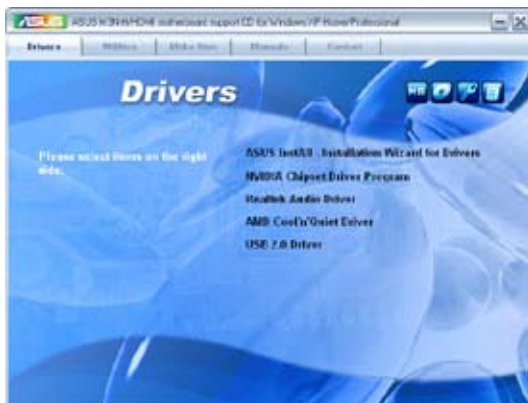 ASUS
ASUS M3N-H/HDMI motherboard support CD for Windows XP Home/Professional
Drivers
Utilities
Make Disk
Manuals
Contact
Drivers
Please select items on the right
side.
ASUS InstAll - Installation Wizard for Drivers
NVIDIA Chipset Driver Program
Realtek Audio Driver
AMD Cool'n'Quiet Driver
USB 2.0 Driver